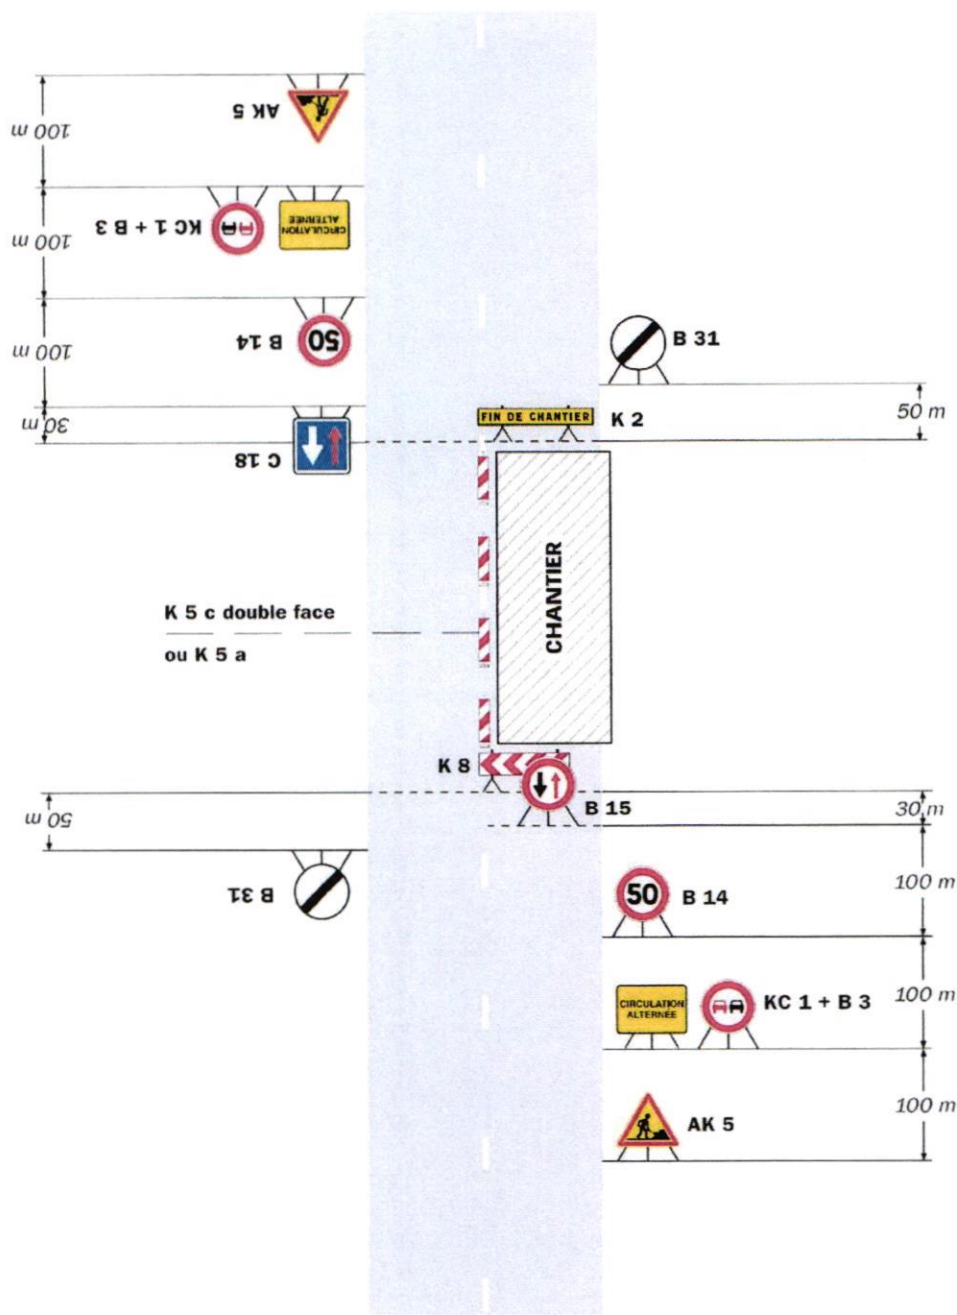 AK 5
100 m
KC 1 + B 3
CIRCULATION
ALTERNÉE
100 m
B 14
50
100 m
B 31
30 m
C 18
FIN DE CHANTIER
K 2
50 m
CHANTIER
K 5 c double face
ou K 5 a
K 8
B 15
30 m
50 m
B 31
50
B 14
100 m
CIRCULATION
ALTERNÉE
KC 1 + B 3
100 m
AK 5
100 m